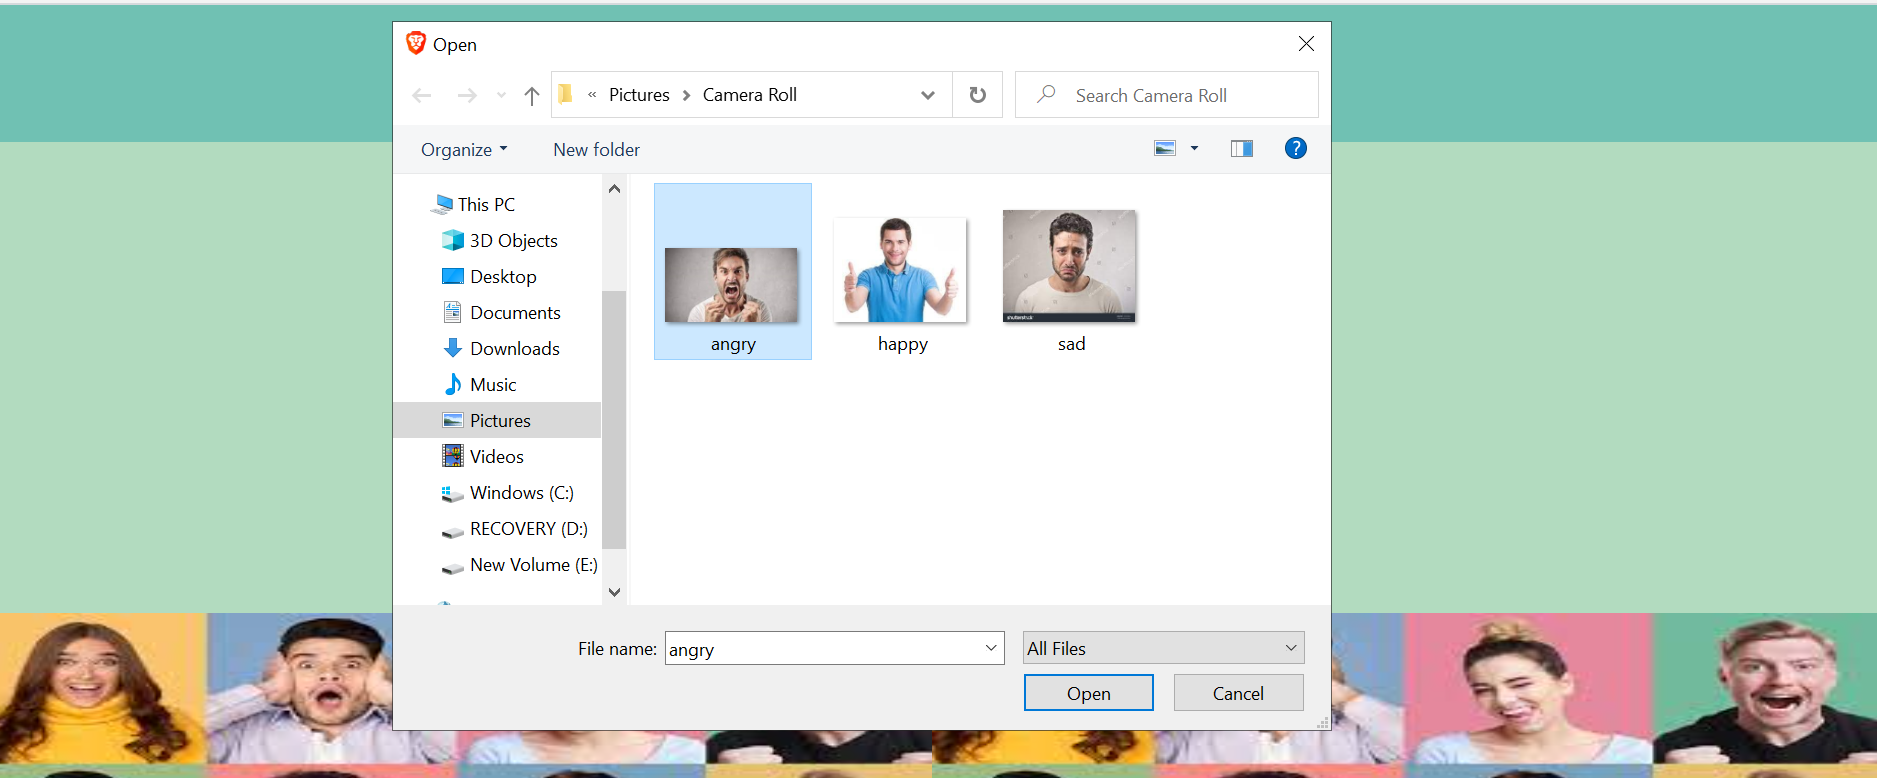 Open
« Pictures > Camera Roll
Search Camera Roll
Organize
New folder
?
This PC
3D Objects
Desktop
Documents
Downloads
Music
Pictures
Videos
Windows (C:)
RECOVERY (D:)
New Volume (E:)
angry
happy
sad
shutterstock
File name:
angry
All Files
Open
Cancel